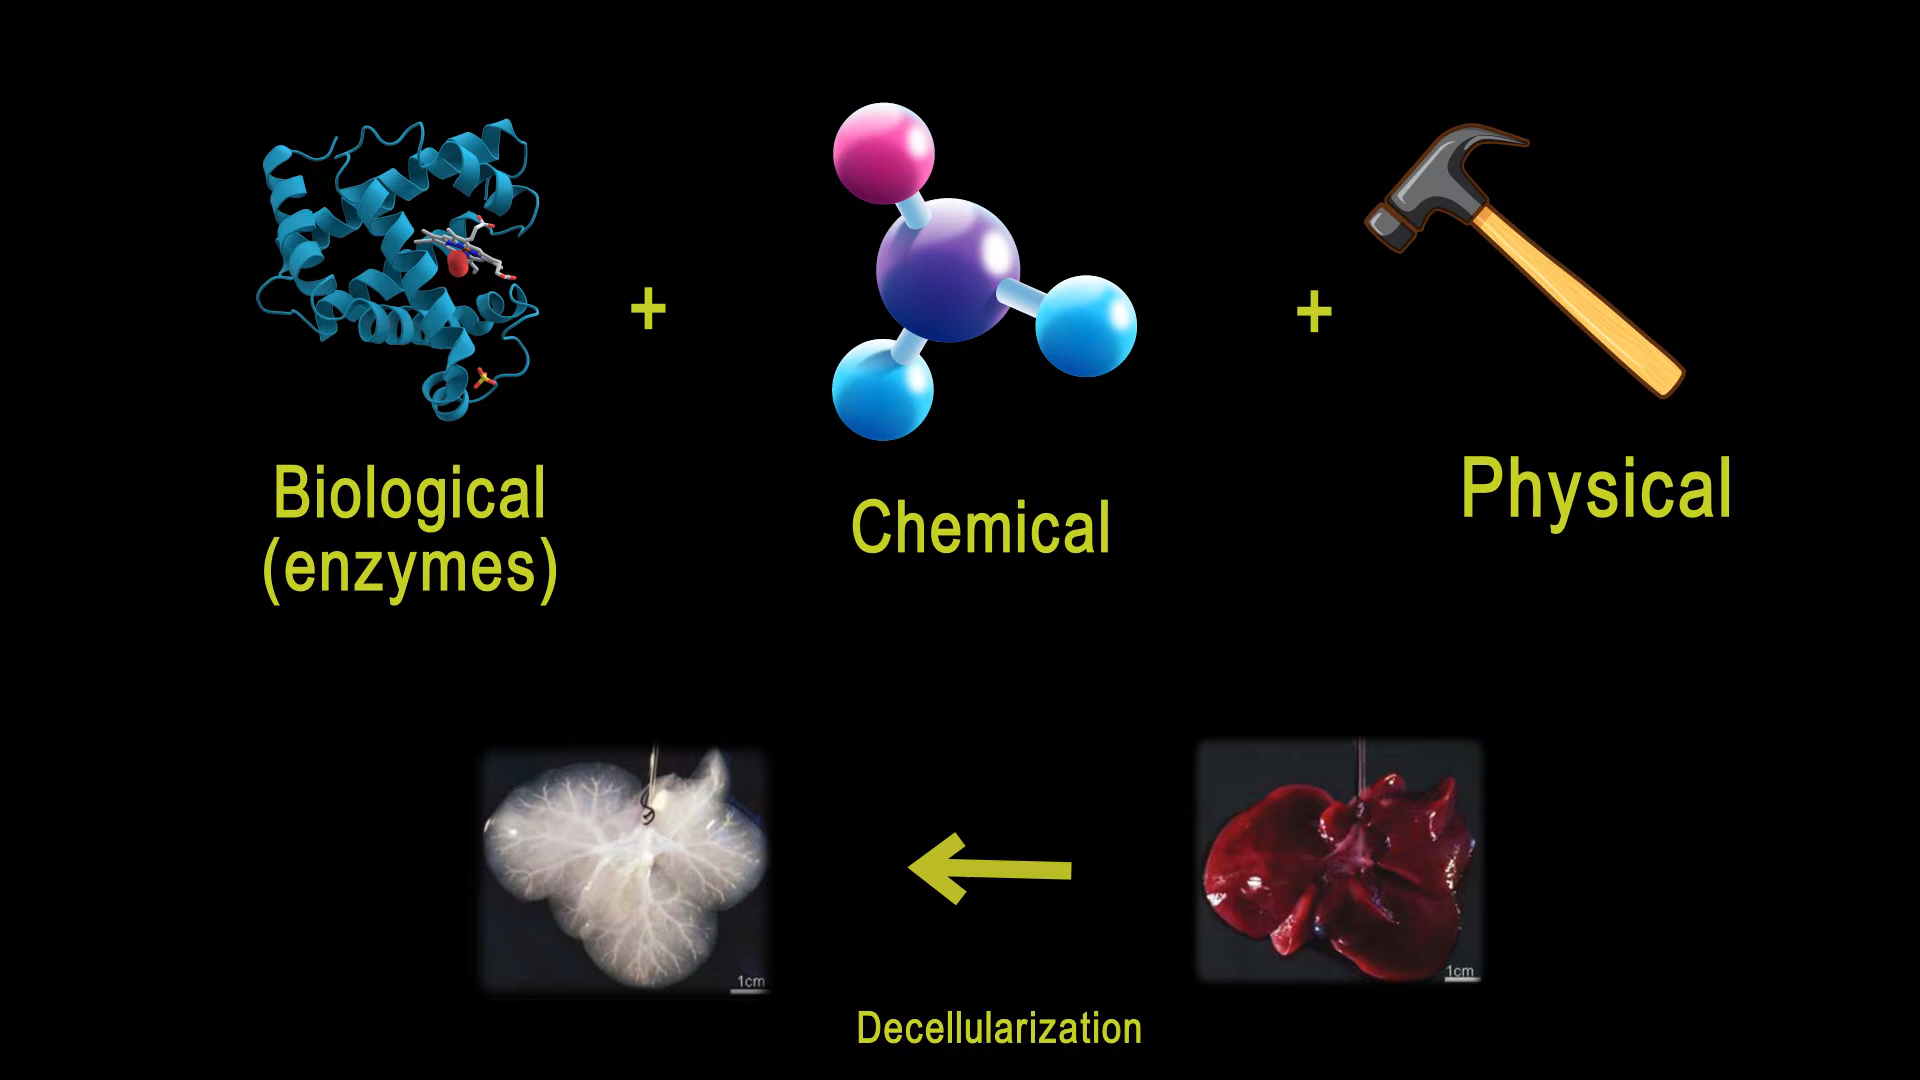 +
+
Biological
(enzymes)
Chemical
Physical
1cm
1cm
Decellularization